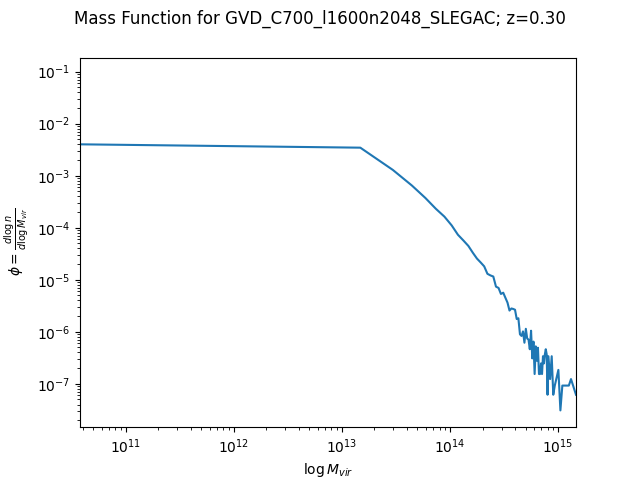 Mass Function for GVD_C700_l1600n2048_SLEGAC; z=0.30
10⁻¹
10⁻²
10⁻³
10⁻⁴
10⁻⁵
10⁻⁶
10⁻⁷
ϕ = d log n / d log M_vir
10¹¹ 10¹² 10¹³ 10¹⁴ 10¹⁵
log M_vir